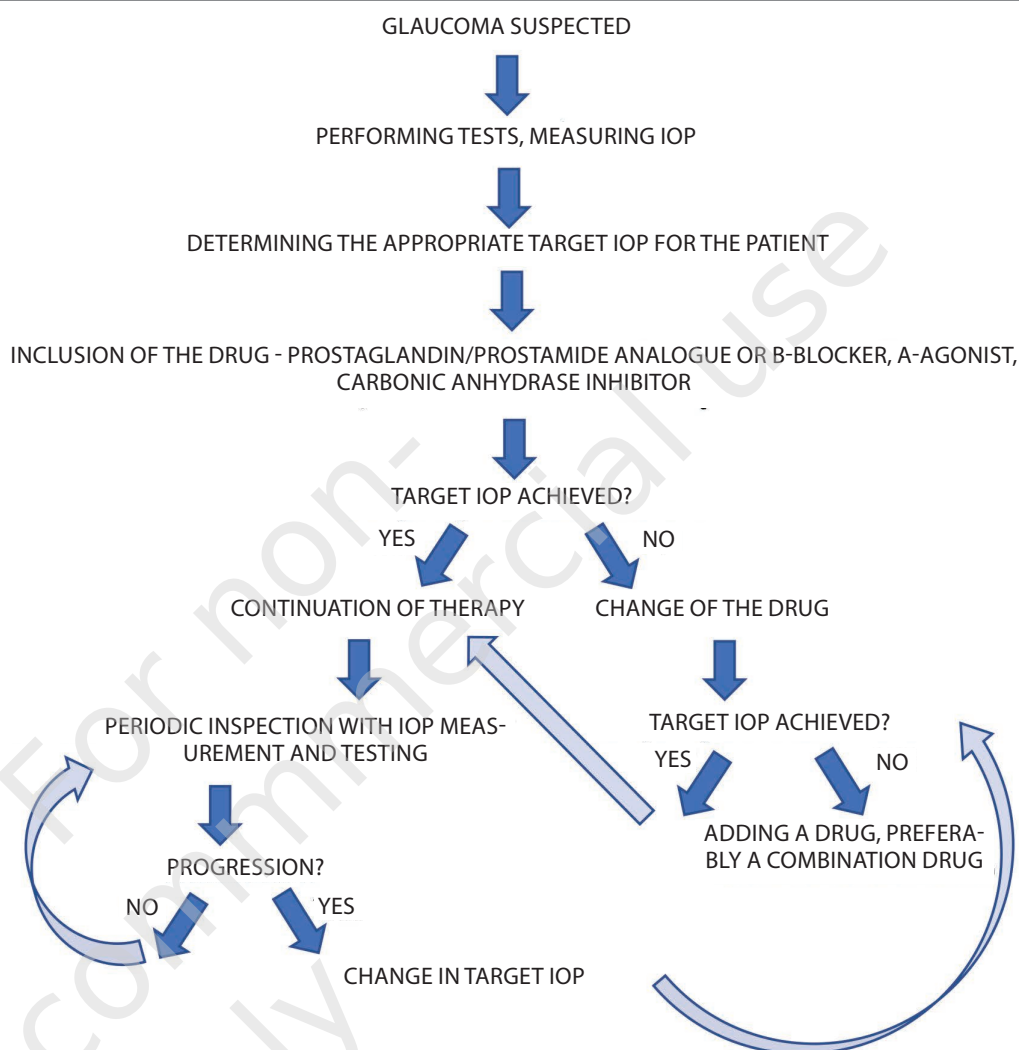 GLAUCOMA SUSPECTED
PERFORMING TESTS, MEASURING IOP
DETERMINING THE APPROPRIATE TARGET IOP FOR THE PATIENT
INCLUSION OF THE DRUG - PROSTAGLANDIN/PROSTAMIDE ANALOGUE OR B-BLOCKER, A-AGONIST,
CARBONIC ANHYDRASE INHIBITOR
TARGET IOP ACHIEVED?
YES
NO
CONTINUATION OF THERAPY
CHANGE OF THE DRUG
PERIODIC INSPECTION WITH IOP MEAS-
UREMENT AND TESTING
TARGET IOP ACHIEVED?
YES
NO
ADDING A DRUG, PREFERA-
BLY A COMBINATION DRUG
PROGRESSION?
NO
YES
CHANGE IN TARGET IOP
For non-
commercial use
ly